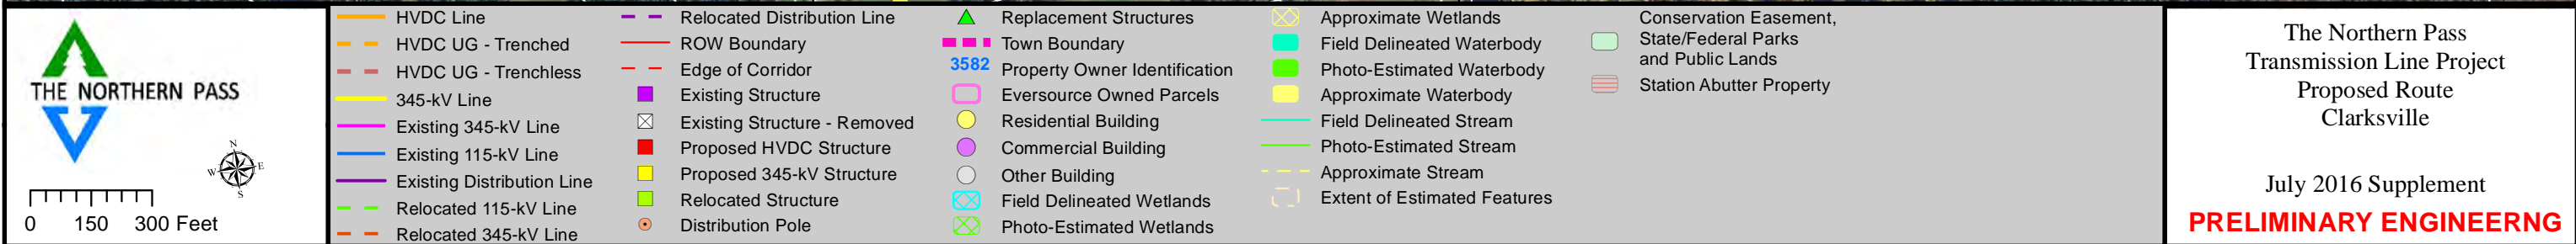 THE NORTHERN PASS
N
W E
S
0 150 300 Feet
HVDC Line
HVDC UG - Trenched
HVDC UG - Trenchless
345-kV Line
Existing 345-kV Line
Existing 115-kV Line
Existing Distribution Line
Relocated 115-kV Line
Relocated 345-kV Line
Relocated Distribution Line
ROW Boundary
Edge of Corridor
Existing Structure
Existing Structure - Removed
Proposed HVDC Structure
Proposed 345-kV Structure
Relocated Structure
Distribution Pole
Replacement Structures
Town Boundary
3582 Property Owner Identification
Eversource Owned Parcels
Residential Building
Commercial Building
Other Building
Field Delineated Wetlands
Photo-Estimated Wetlands
Approximate Wetlands
Field Delineated Waterbody
Photo-Estimated Waterbody
Approximate Waterbody
Field Delineated Stream
Photo-Estimated Stream
Approximate Stream
Extent of Estimated Features
Conservation Easement,
State/Federal Parks
and Public Lands
Station Abutter Property
The Northern Pass
Transmission Line Project
Proposed Route
Clarksville
July 2016 Supplement
PRELIMINARY ENGINEERNG